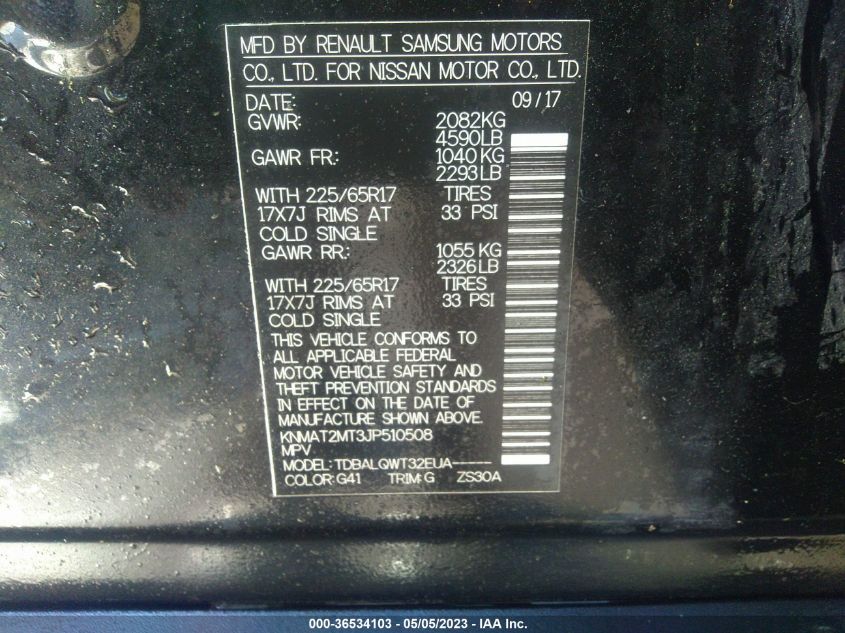 MFD BY RENAULT SAMSUNG MOTORS
CO., LTD. FOR NISSAN MOTOR CO., LTD.
DATE: 09/17
GVWR: 2082KG
4590LB
GAWR FR: 1040KG
2293LB
WITH 225/65R17 TIRES
17X7J RIMS AT 33 PSI
COLD SINGLE
GAWR RR: 1055 KG
2326LB
WITH 225/65R17 TIRES
17X7J RIMS AT 33 PSI
COLD SINGLE
THIS VEHICLE CONFORMS TO
ALL APPLICABLE FEDERAL
MOTOR VEHICLE SAFETY AND
THEFT PREVENTION STANDARDS
IN EFFECT ON THE DATE OF
MANUFACTURE SHOWN ABOVE.
KNMAT2MT3JP510508
MPV
MODEL: TDBALQWT32EUA-----
COLOR: G41 TRIM: G ZS30A
000-36534103 - 05/05/2023 - IAA Inc.